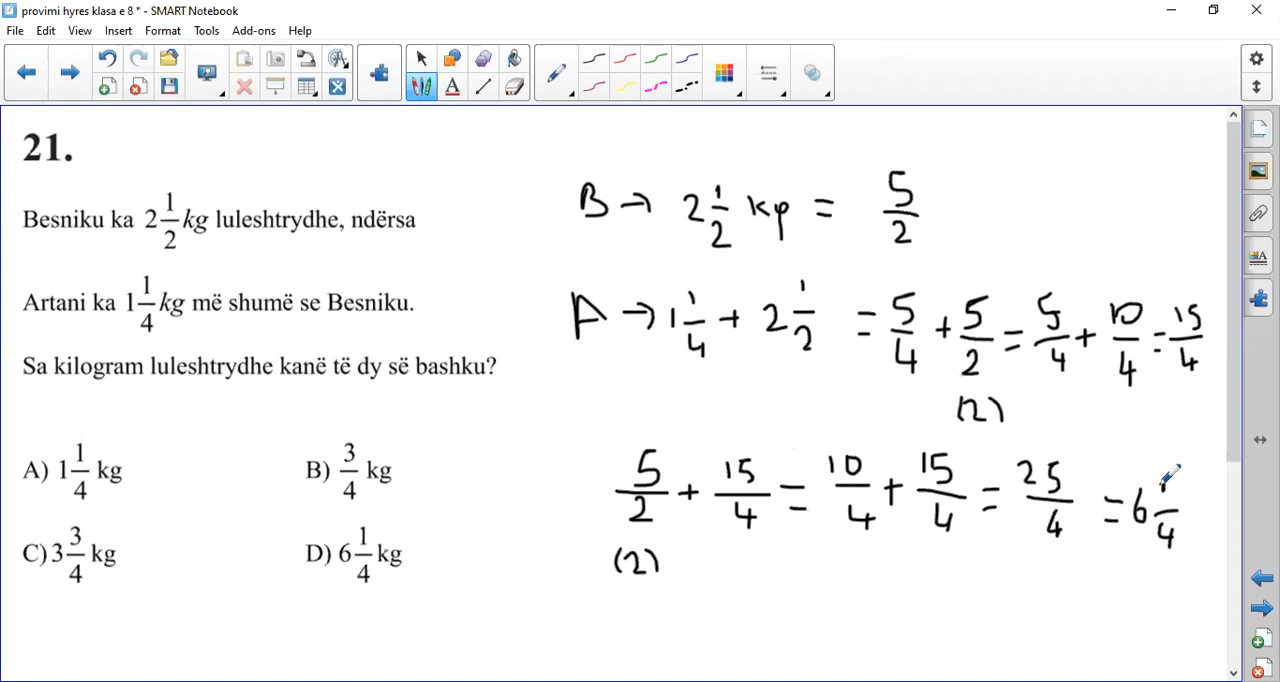 provimi hyres klasa e 8 * - SMART Notebook
File Edit View Insert Format Tools Add-ons Help
21.
Besniku ka 2 1/2 kg luleshtrydhe, ndërsa
Artani ka 1 1/4 kg më shumë se Besniku.
Sa kilogram luleshtrydhe kanë të dy së bashku?
A) 1 1/4 kg B) 3/4 kg
C) 3 3/4 kg D) 6 1/4 kg
B → 2 1/2 kg = 5/2
A → 1 1/4 + 2 1/2 = 5/4 + 5/2 = 5/4 + 10/4 = 15/4
(2)
5/2 + 15/4 = 10/4 + 15/4 = 25/4 = 6 1/4
(2)